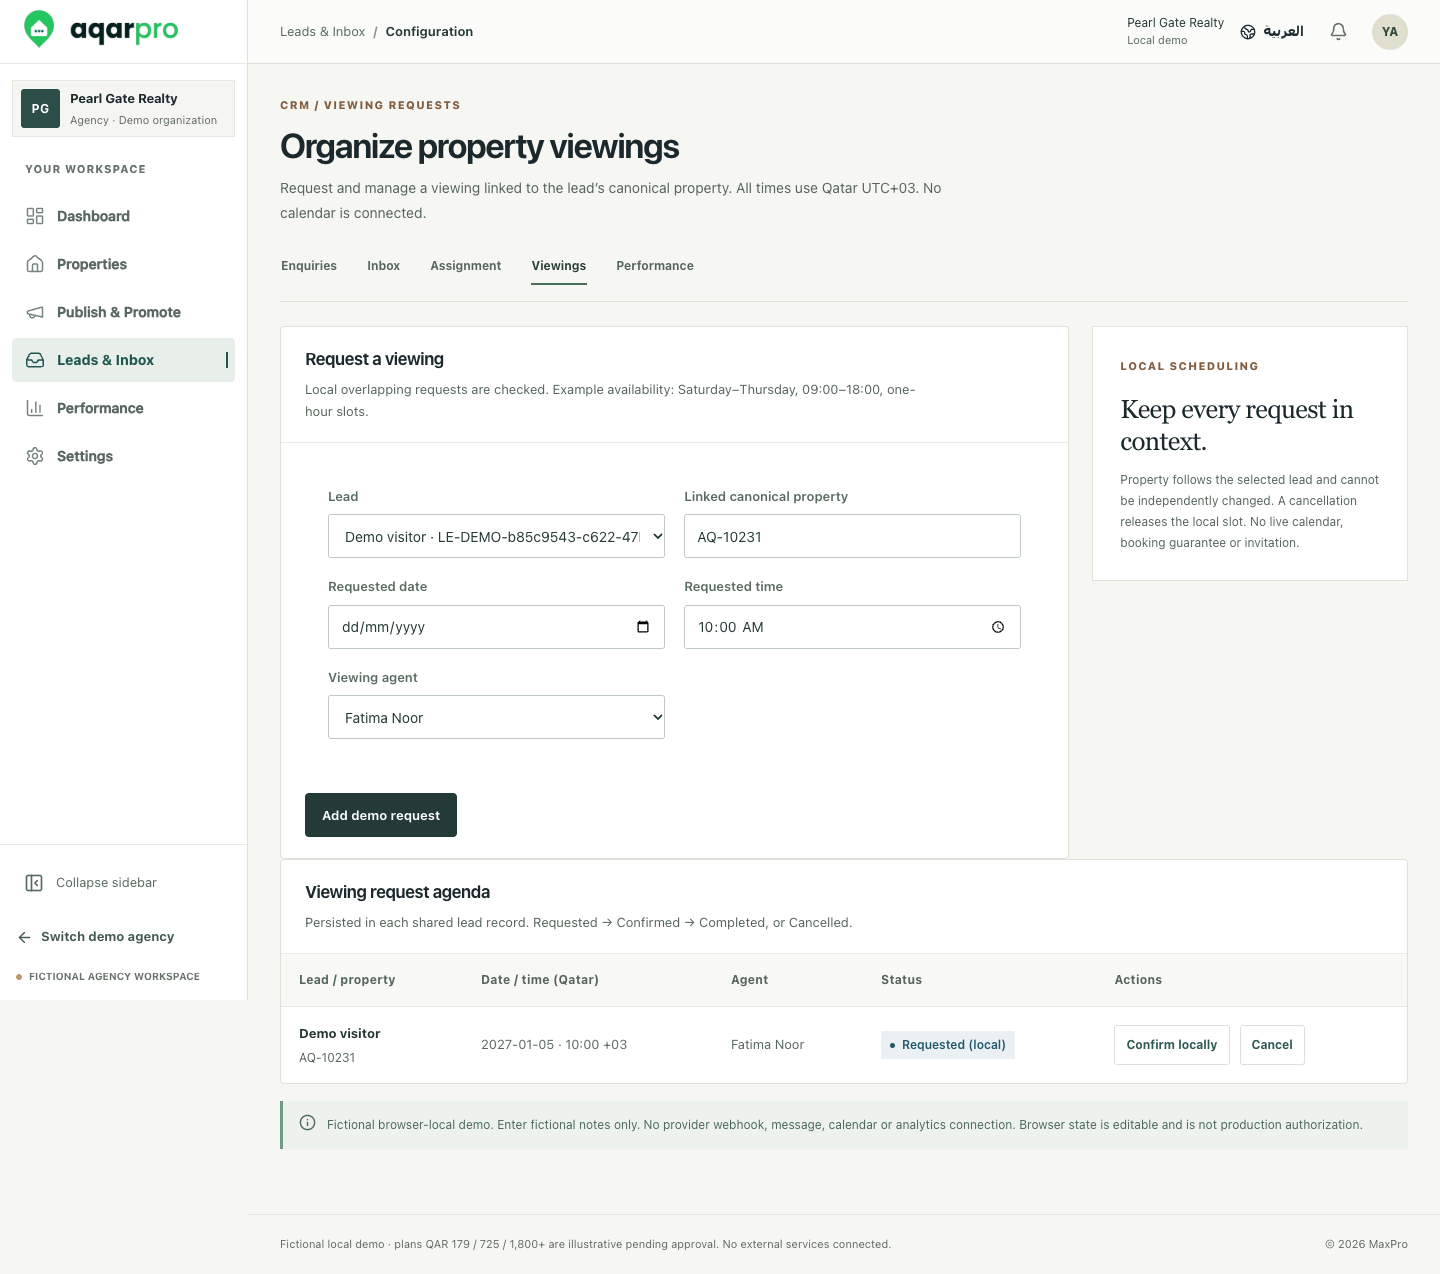 aqarpro
Leads & Inbox / Configuration
Pearl Gate Realty
Local demo
العربية
YA
PG
Pearl Gate Realty
Agency · Demo organization
YOUR WORKSPACE
Dashboard
Properties
Publish & Promote
Leads & Inbox
Performance
Settings
Collapse sidebar
Switch demo agency
FICTIONAL AGENCY WORKSPACE
CRM / VIEWING REQUESTS
Organize property viewings
Request and manage a viewing linked to the lead’s canonical property. All times use Qatar UTC+03. No
calendar is connected.
Enquiries Inbox Assignment Viewings Performance
Request a viewing
Local overlapping requests are checked. Example availability: Saturday–Thursday, 09:00–18:00, one-
hour slots.
Lead
Demo visitor · LE-DEMO-b85c9543-c622-47
Linked canonical property
AQ-10231
Requested date
dd/mm/yyyy
Requested time
10:00 AM
Viewing agent
Fatima Noor
Add demo request
LOCAL SCHEDULING
Keep every request in
context.
Property follows the selected lead and cannot
be independently changed. A cancellation
releases the local slot. No live calendar,
booking guarantee or invitation.
Viewing request agenda
Persisted in each shared lead record. Requested → Confirmed → Completed, or Cancelled.
Lead / property Date / time (Qatar) Agent Status Actions
Demo visitor
AQ-10231
2027-01-05 · 10:00 +03 Fatima Noor Requested (local) Confirm locally Cancel
Fictional browser-local demo. Enter fictional notes only. No provider webhook, message, calendar or analytics connection. Browser state is editable and is not production authorization.
Fictional local demo · plans QAR 179 / 725 / 1,800+ are illustrative pending approval. No external services connected.
© 2026 MaxPro